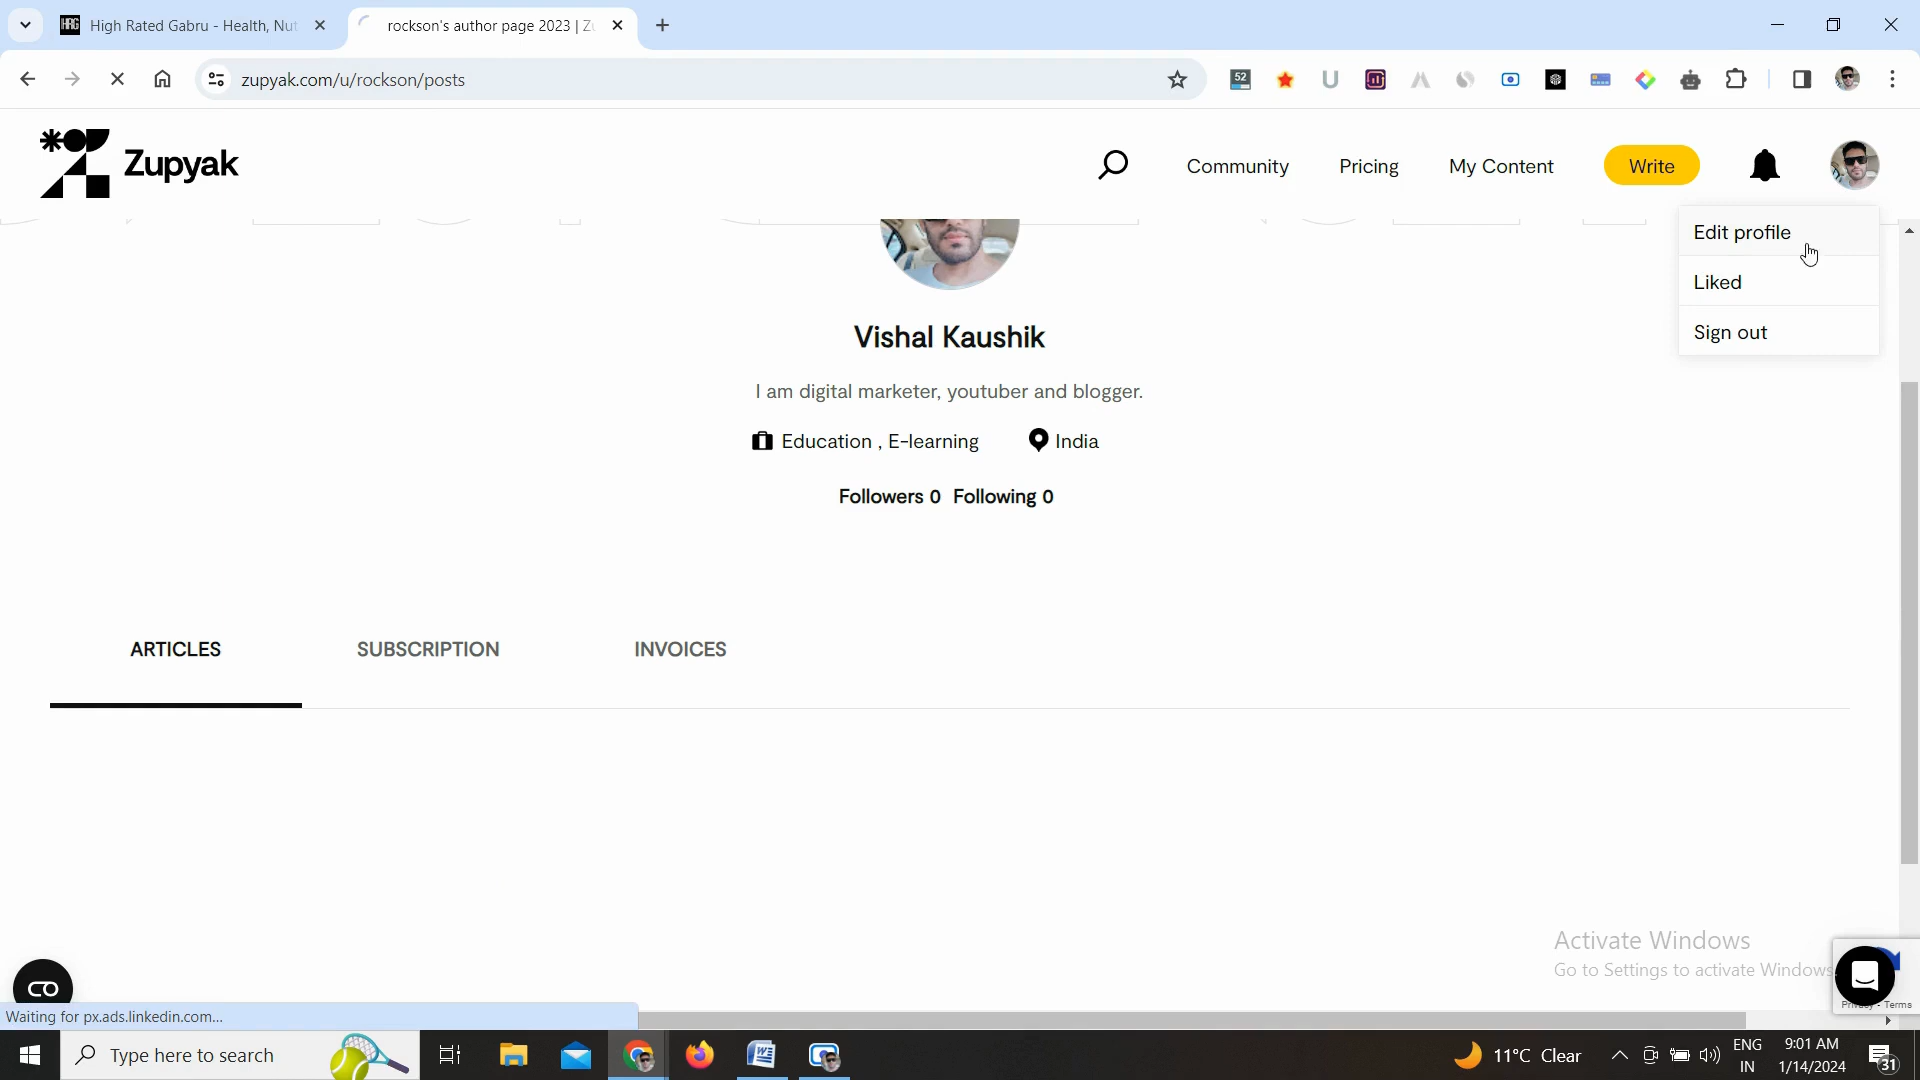 High Rated Gabru - Health, Nut
rockson's author page 2023 | Zu
zupyak.com/u/rockson/posts
52
Zupyak
Community
Pricing
My Content
Write
Edit profile
Liked
Sign out
Vishal Kaushik
I am digital marketer, youtuber and blogger.
Education , E-learning
India
Followers 0 Following 0
ARTICLES
SUBSCRIPTION
INVOICES
Activate Windows
Go to Settings to activate Windows
Privacy - Terms
Waiting for px.ads.linkedin.com...
Type here to search
11°C Clear
ENG
IN
9:01 AM
1/14/2024
31